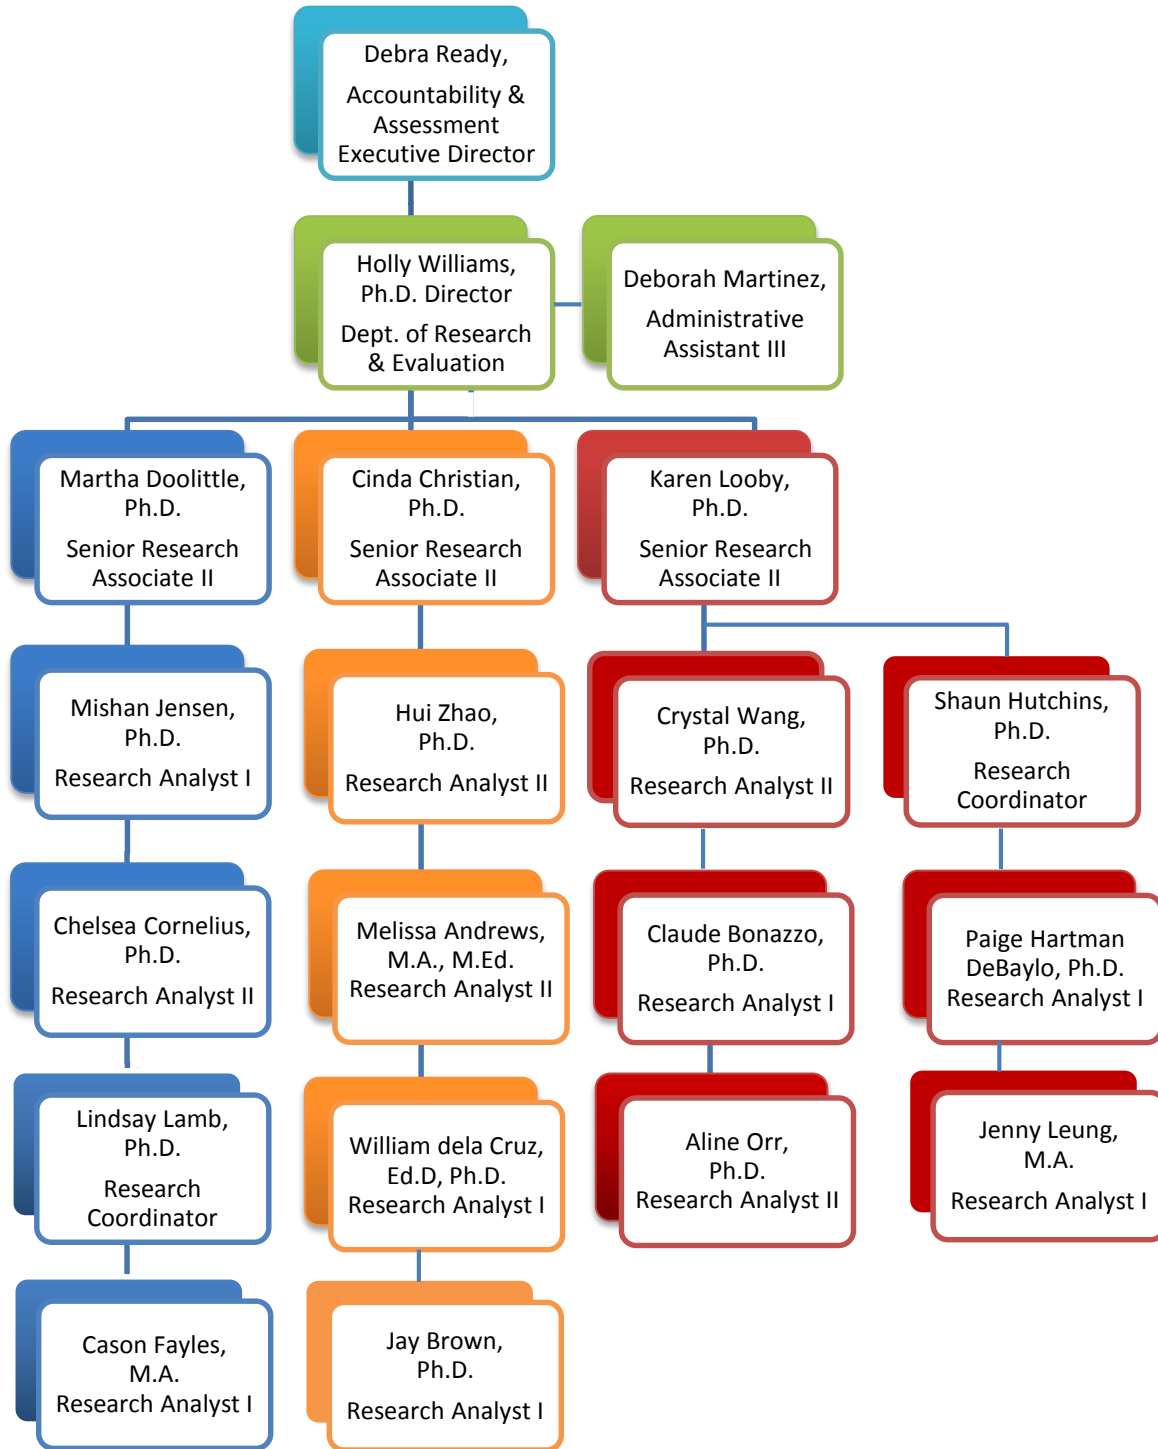 Debra Ready,
Accountability &
Assessment
Executive Director
Holly Williams,
Ph.D. Director
Dept. of Research
& Evaluation
Deborah Martinez,
Administrative
Assistant III
Martha Doolittle,
Ph.D.
Senior Research
Associate II
Cinda Christian,
Ph.D.
Senior Research
Associate II
Karen Looby,
Ph.D.
Senior Research
Associate II
Mishan Jensen,
Ph.D.
Research Analyst I
Hui Zhao,
Ph.D.
Research Analyst II
Crystal Wang,
Ph.D.
Research Analyst II
Shaun Hutchins,
Ph.D.
Research
Coordinator
Chelsea Cornelius,
Ph.D.
Research Analyst II
Melissa Andrews,
M.A., M.Ed.
Research Analyst II
Claude Bonazzo,
Ph.D.
Research Analyst I
Paige Hartman
DeBaylo, Ph.D.
Research Analyst I
Lindsay Lamb,
Ph.D.
Research
Coordinator
William dela Cruz,
Ed.D, Ph.D.
Research Analyst I
Aline Orr,
Ph.D.
Research Analyst II
Jenny Leung,
M.A.
Research Analyst I
Cason Fayles,
M.A.
Research Analyst I
Jay Brown,
Ph.D.
Research Analyst I